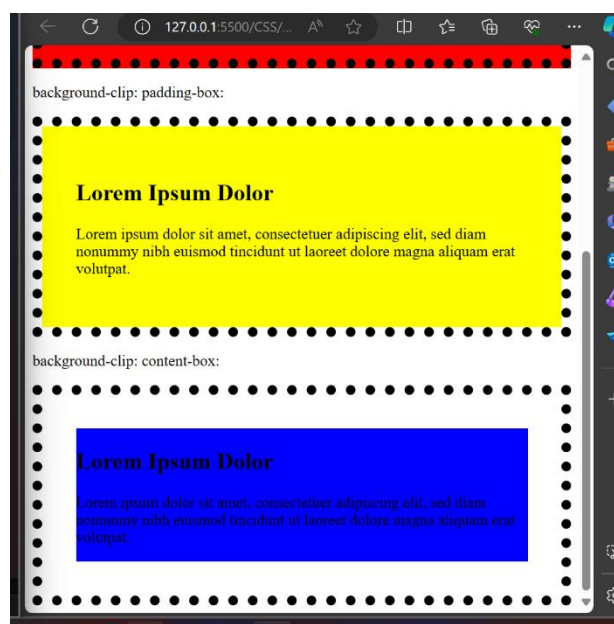 127.0.0.1:5500/CSS/...
background-clip: padding-box:
Lorem Ipsum Dolor
Lorem ipsum dolor sit amet, consectetuer adipiscing elit, sed diam
nonummy nibh euismod tincidunt ut laoreet dolore magna aliquam erat
volutpat.
background-clip: content-box:
Lorem Ipsum Dolor
Lorem ipsum dolor sit amet, consectetuer adipiscing elit, sed diam
nonummy nibh euismod tincidunt ut laoreet dolore magna aliquam erat
volutpat.